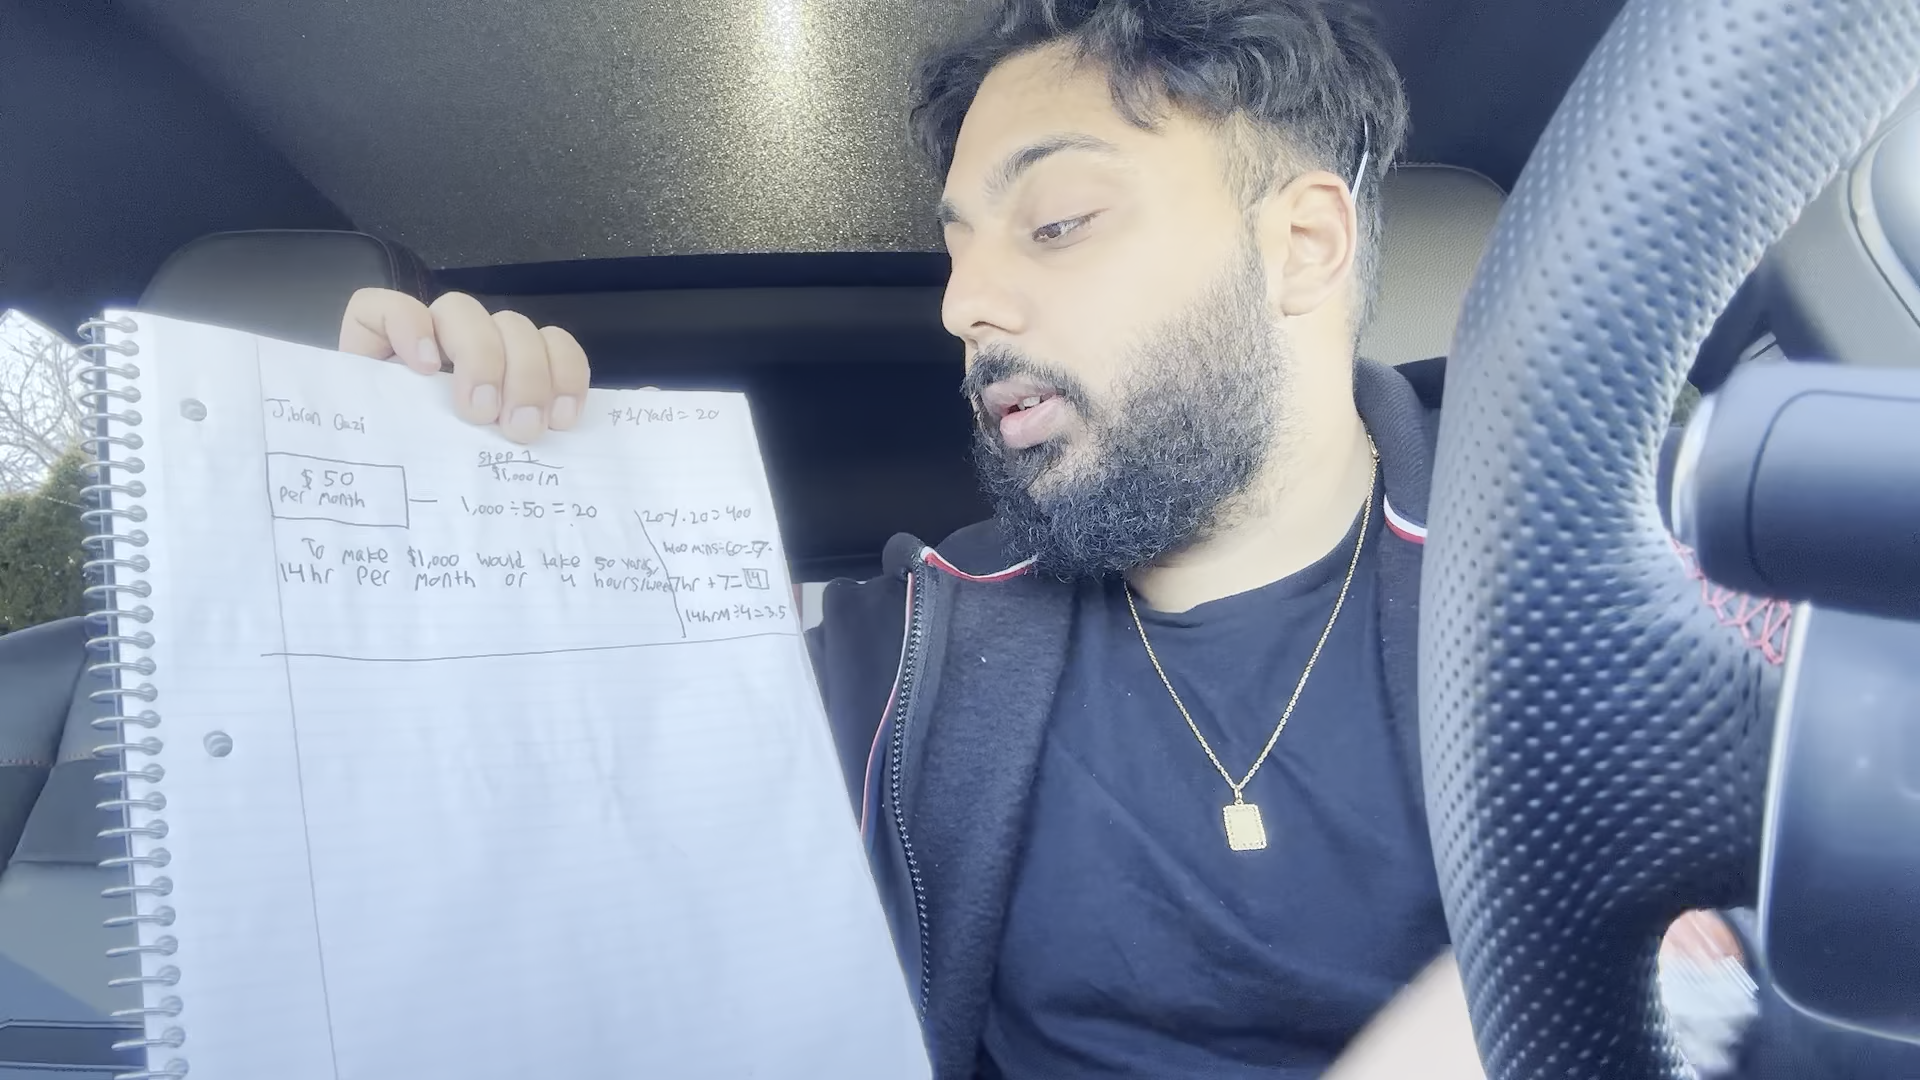 Jibran Qazi
1/Yard = 20
Step 1
$1,000/M
$50
Per Month
1,000 ÷ 50 = 20
20Y . 20 = 400
400 mins ÷ 60 = 7.
7hr + 7 = 14
14hrM ÷ 4 = 3.5
To make $1,000 would take 50 yards/
14hr Per month or 4 hours/week